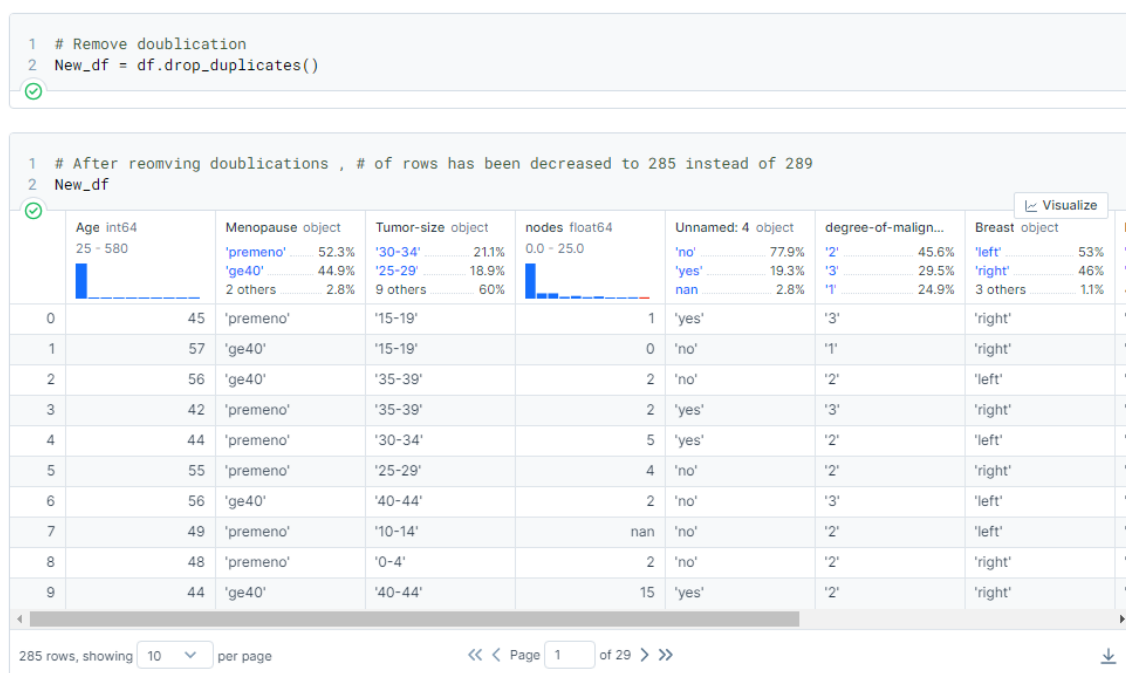 1 # Remove doublication
2 New_df = df.drop_duplicates()
1 # After reomving doublications , # of rows has been decreased to 285 instead of 289
2 New_df
Visualize
Age int64 Menopause object Tumor-size object nodes float64 Unnamed: 4 object degree-of-malign... Breast object
25 - 580 'premeno' 52.3% '30-34' 21.1% 0.0 - 25.0 'no' 77.9% '2' 45.6% 'left' 53%
'ge40' 44.9% '25-29' 18.9% 'yes' 19.3% '3' 29.5% 'right' 46%
2 others 2.8% 9 others 60% nan 2.8% '1' 24.9% 3 others 1.1%
0 45 'premeno' '15-19' 1 'yes' '3' 'right'
1 57 'ge40' '15-19' 0 'no' '1' 'right'
2 56 'ge40' '35-39' 2 'no' '2' 'left'
3 42 'premeno' '35-39' 2 'yes' '3' 'right'
4 44 'premeno' '30-34' 5 'yes' '2' 'left'
5 55 'premeno' '25-29' 4 'no' '2' 'right'
6 56 'ge40' '40-44' 2 'no' '3' 'left'
7 49 'premeno' '10-14' nan 'no' '2' 'left'
8 48 'premeno' '0-4' 2 'no' '2' 'right'
9 44 'ge40' '40-44' 15 'yes' '2' 'right'
285 rows, showing 10 per page Page 1 of 29